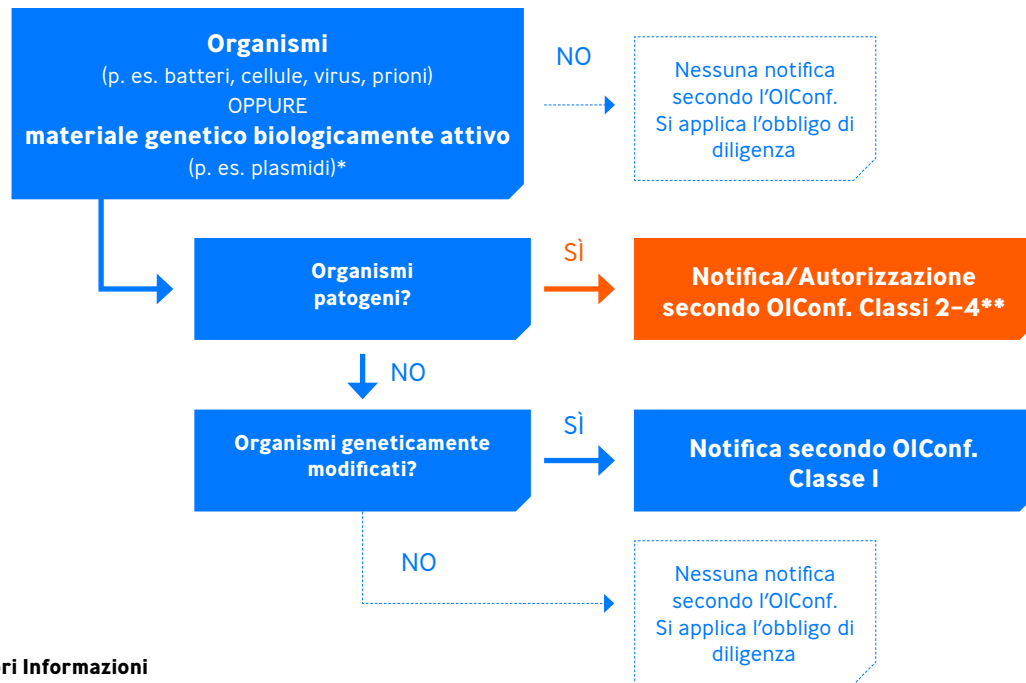 Organismi
(p. es. batteri, cellule, virus, prioni)
OPPURE
materiale genetico biologicamente attivo
(p. es. plasmidi)*
NO
Nessuna notifica
secondo l'OIConf.
Si applica l'obbligo di
diligenza
Organismi
patogeni?
SÌ
Notifica/Autorizzazione
secondo OIConf. Classi 2–4**
NO
Organismi geneticamente
modificati?
SÌ
Notifica secondo OIConf.
Classe I
NO
Nessuna notifica
secondo l'OIConf.
Si applica l'obbligo di
diligenza
ri Informazioni